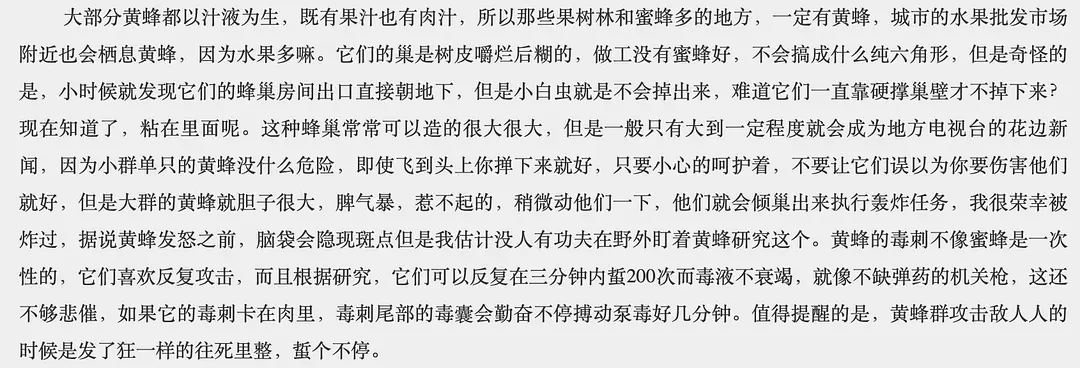 大部分黄蜂都以汁液为生，既有果汁也有肉汁，所以那些果树林和蜜蜂多的地方，一定有黄蜂，城市的水果批发市场
附近也会栖息黄蜂，因为水果多嘛。它们的巢是树皮嚼烂后糊的，做工没有蜜蜂好，不会搞成什么纯六角形，但是奇怪的
是，小时候就发现它们的蜂巢房间出口直接朝地下，但是小白虫就是不会掉出来，难道它们一直靠硬撑巢壁才不掉下来？
现在知道了，粘在里面呢。这种蜂巢常常可以造的很大很大，但是一般只有大到一定程度就会成为地方电视台的花边新
闻，因为小群单只的黄蜂没什么危险，即使飞到头上你掸下来就好，只要小心的呵护着，不要让它们误以为你要伤害他们
就好，但是大群的黄蜂就胆子很大，脾气暴，惹不起的，稍微动他们一下，他们就会倾巢出来执行轰炸任务，我很荣幸被
炸过，据说黄蜂发怒之前，脑袋会隐现斑点但是我估计没人有功夫在野外盯着黄蜂研究这个。黄蜂的毒刺不像蜜蜂是一次
性的，它们喜欢反复攻击，而且根据研究，它们可以反复在三分钟内蜇200次而毒液不衰竭，就像不缺弹药的机关枪，这还
不够悲催，如果它的毒刺卡在肉里，毒刺尾部的毒囊会勤奋不停搏动泵毒好几分钟。值得提醒的是，黄蜂群攻击敌人人的
时候是发了狂一样的往死里整，蜇个不停。